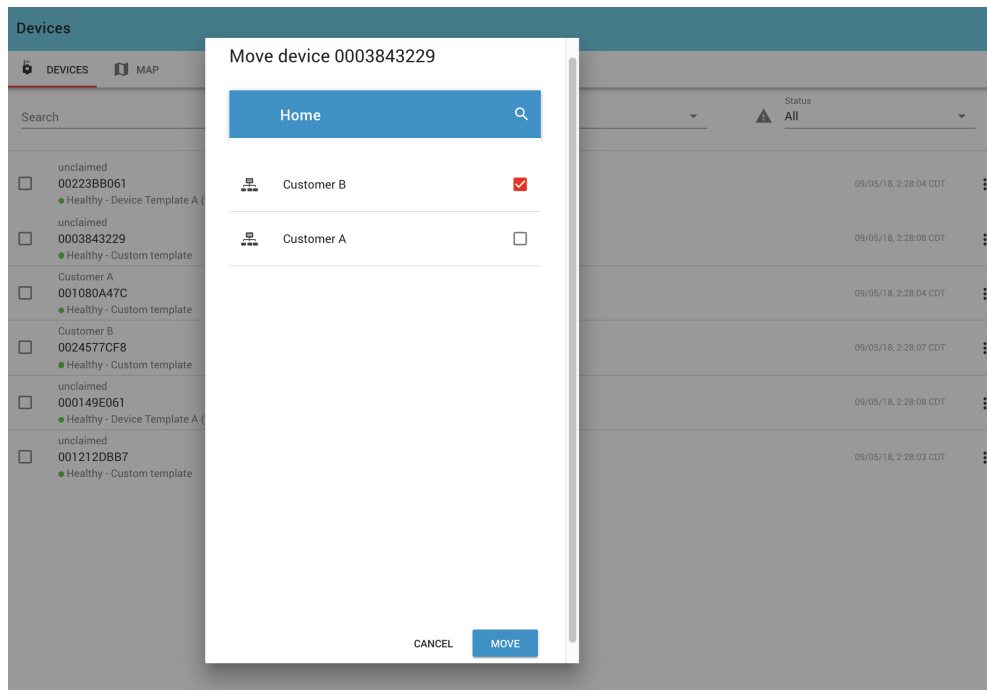 Devices
DEVICES
MAP
Search
Status
All
unclaimed
00223BB061
Healthy - Device Template A (
09/05/18, 2:28:04 CDT
unclaimed
0003843229
Healthy - Custom template
09/05/18, 2:28:08 CDT
Customer A
001080A47C
Healthy - Custom template
09/05/18, 2:28:04 CDT
Customer B
0024577CF8
Healthy - Custom template
09/05/18, 2:28:07 CDT
unclaimed
000149E061
Healthy - Device Template A (
09/05/18, 2:28:08 CDT
unclaimed
001212DBB7
Healthy - Custom template
09/05/18, 2:28:03 CDT
Move device 0003843229
Home
Customer B
Customer A
CANCEL
MOVE